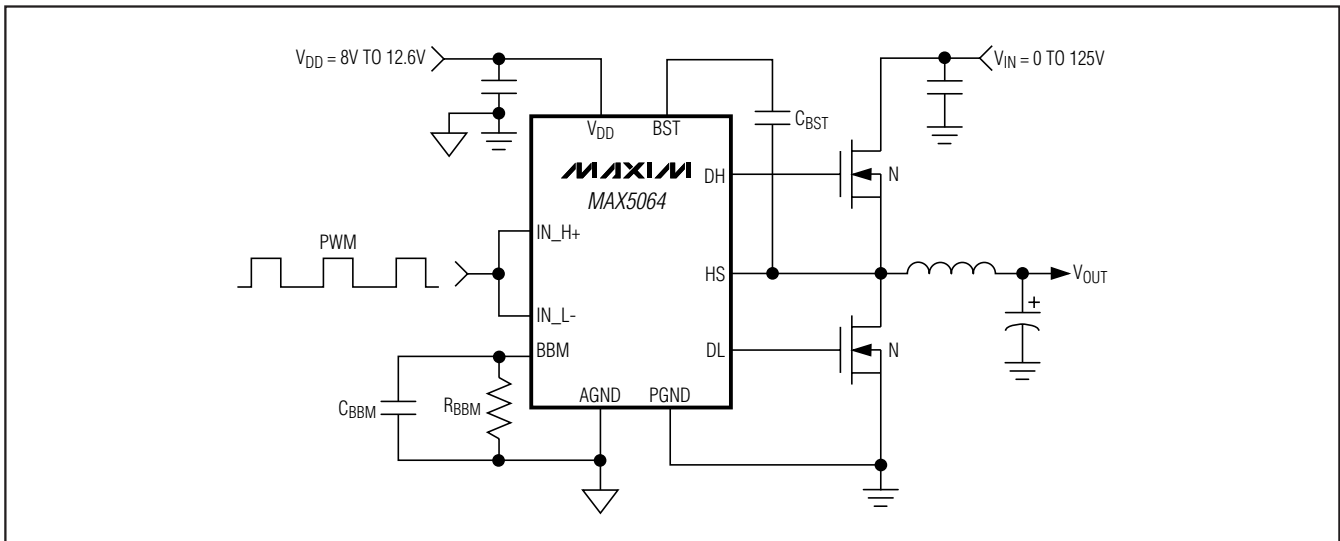 V_DD = 8V TO 12.6V
V_IN = 0 TO 125V
V_DD
BST
C_BST
MAXIM
MAX5064
DH
N
PWM
IN_H+
HS
V_OUT
+
IN_L-
BBM
DL
N
C_BBM
R_BBM
AGND
PGND